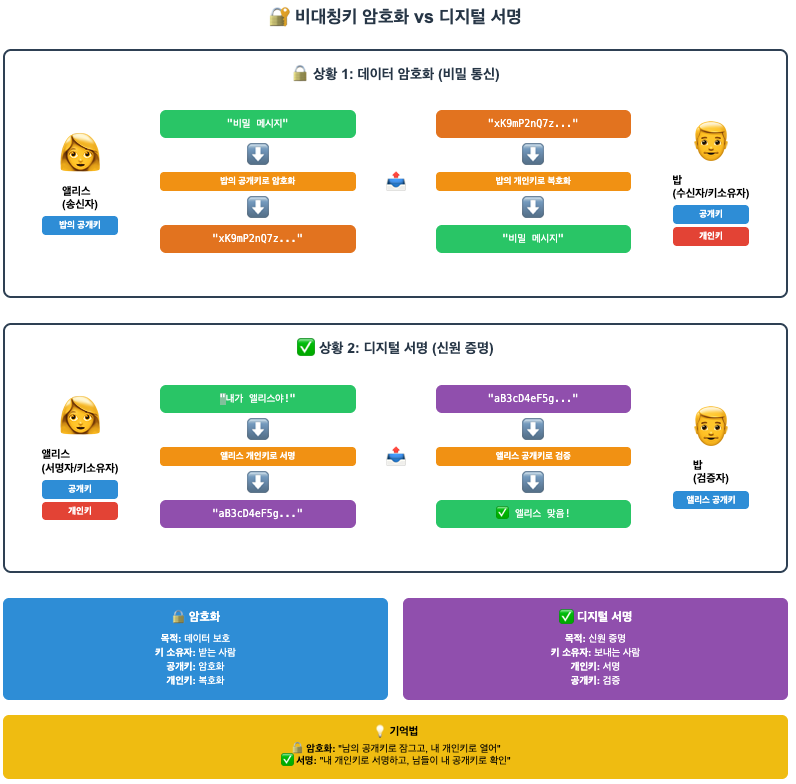 비대칭키 암호화 vs 디지털 서명
상황 1: 데이터 암호화 (비밀 통신)
앨리스
(송신자)
밥의 공개키
"비밀 메시지"
밥의 공개키로 암호화
"xK9mP2nQ7z..."
"xK9mP2nQ7z..."
밥의 개인키로 복호화
"비밀 메시지"
밥
(수신자/키소유자)
공개키
개인키
상황 2: 디지털 서명 (신원 증명)
앨리스
(서명자/키소유자)
공개키
개인키
"내가 앨리스야!"
앨리스 개인키로 서명
"aB3cD4eF5g..."
"aB3cD4eF5g..."
앨리스 공개키로 검증
✅ 앨리스 맞음!
밥
(검증자)
앨리스 공개키
암호화
목적: 데이터 보호
키 소유자: 받는 사람
공개키: 암호화
개인키: 복호화
디지털 서명
목적: 신원 증명
키 소유자: 보내는 사람
개인키: 서명
공개키: 검증
기억법
암호화: "남의 공개키로 잠그고, 내 개인키로 열어"
서명: "내 개인키로 서명하고, 남들이 내 공개키로 확인"